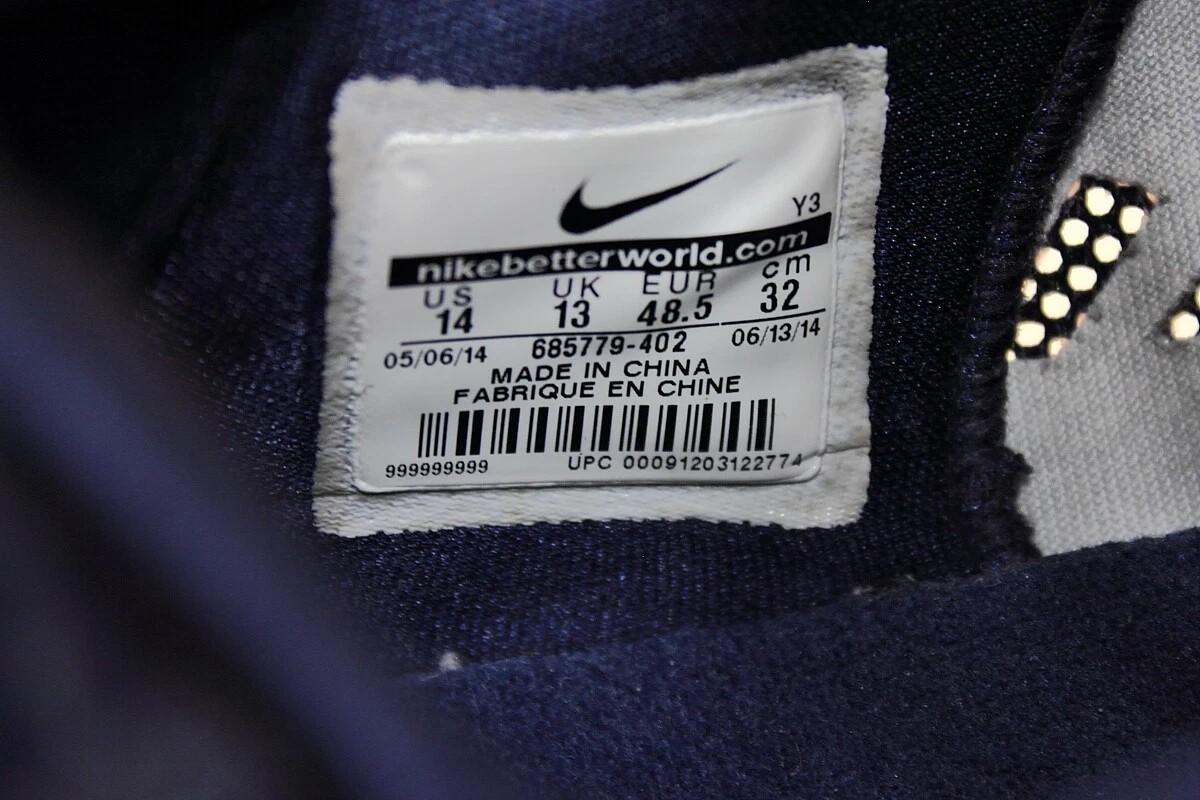 Y3
nikebetterworld.com
US UK EUR cm
14 13 48.5 32
05/06/14 685779-402 06/13/14
MADE IN CHINA
FABRIQUE EN CHINE
999999999 UPC 00091203122774